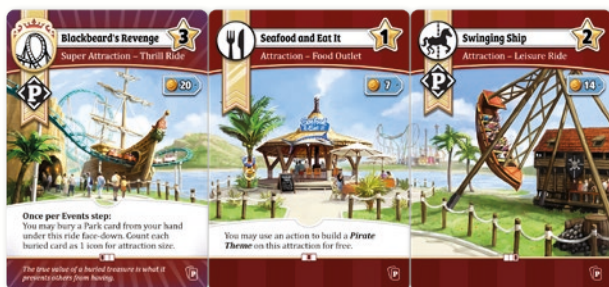 Blackbeard's Revenge
3
Super Attraction – Thrill Ride
P
20
Once per Events step:
You may bury a Park card from your hand
under this ride face-down. Count each
buried card as 1 icon for attraction size.
The true value of a buried treasure is what it
prevents others from having.
P
Seafood and Eat It
1
Attraction – Food Outlet
7
You may use an action to build a Pirate
Theme on this attraction for free.
P
Swinging Ship
2
Attraction – Leisure Ride
P
14
P